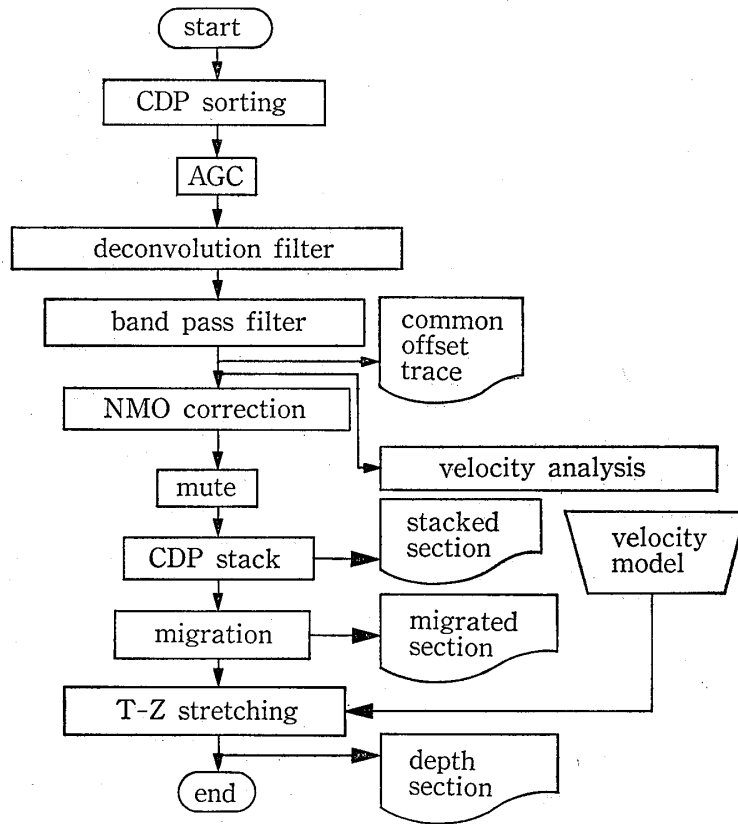 start
CDP sorting
AGC
deconvolution filter
band pass filter
common
offset
trace
NMO correction
velocity analysis
mute
stacked
section
velocity
model
CDP stack
migration
migrated
section
T-Z stretching
depth
section
end